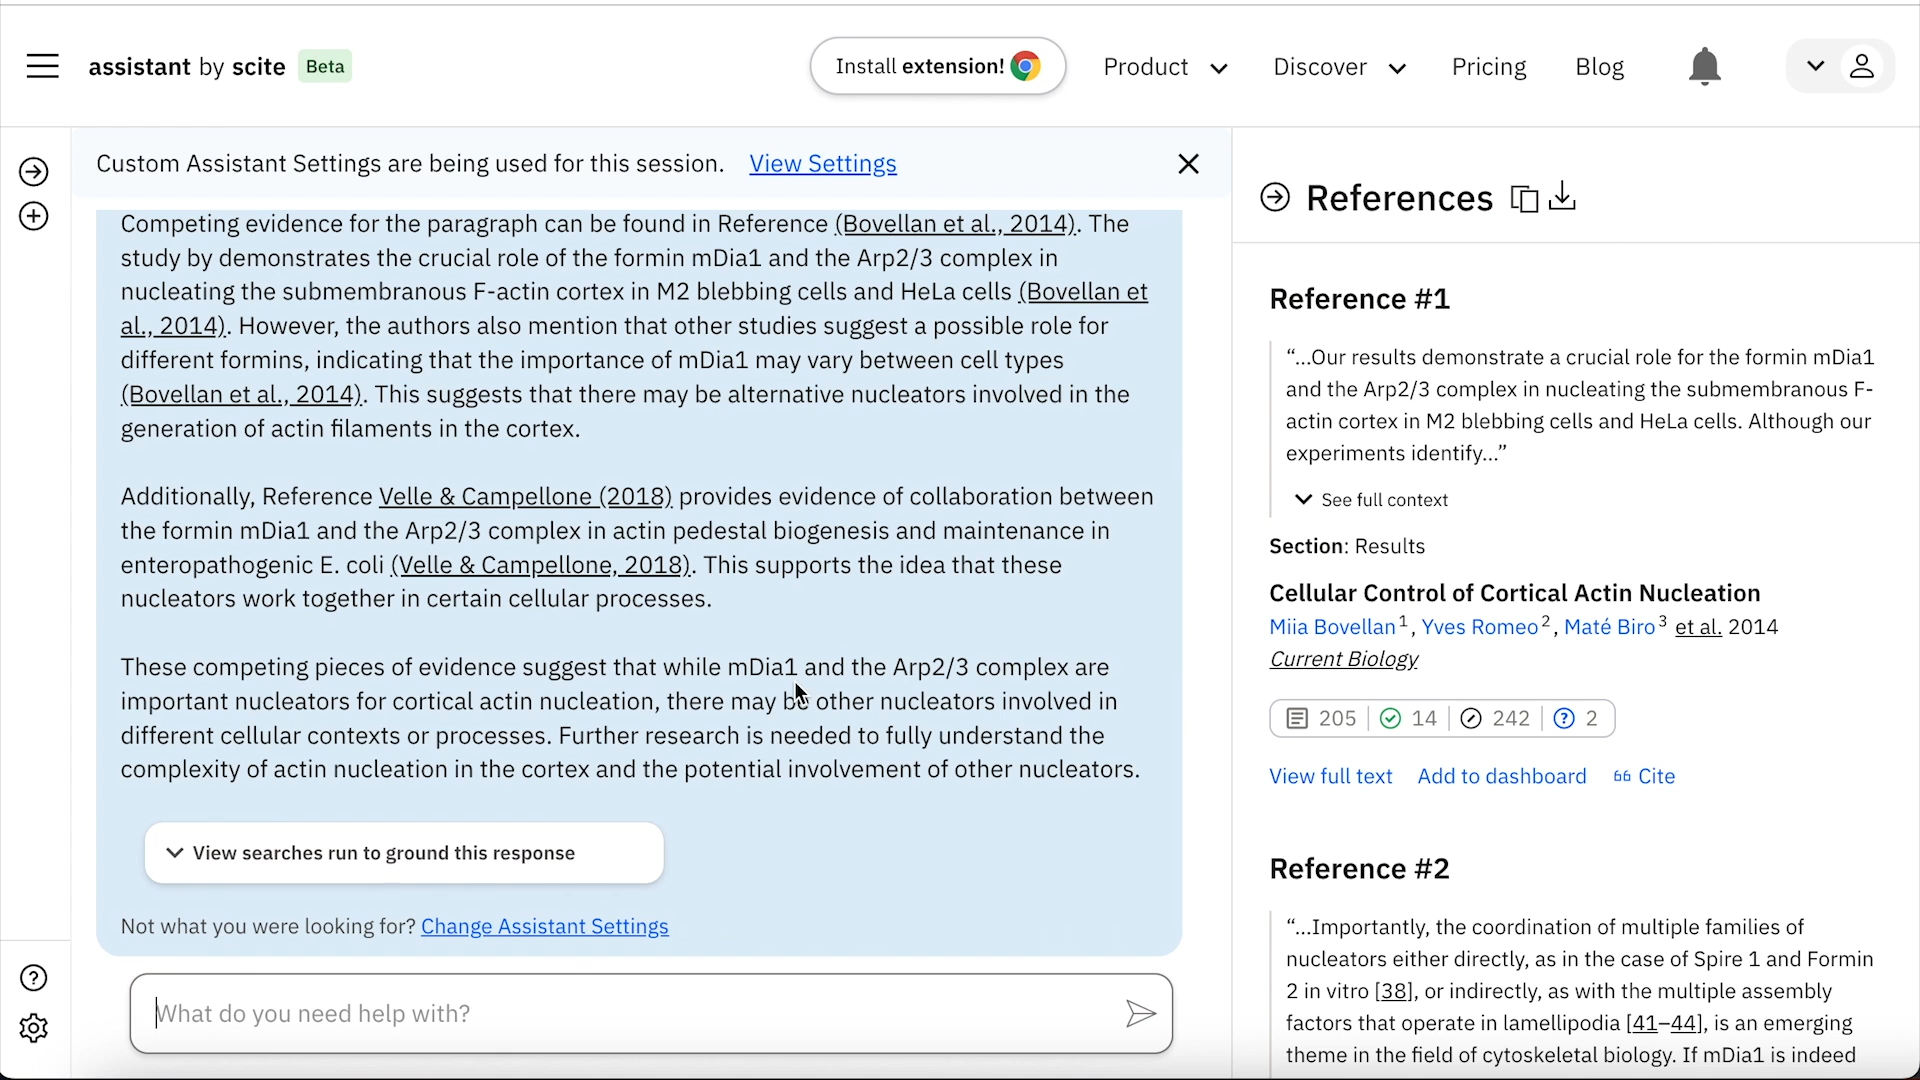 assistant by scite Beta
Install extension!
Product
Discover
Pricing
Blog
Custom Assistant Settings are being used for this session. View Settings
Competing evidence for the paragraph can be found in Reference (Bovellan et al., 2014). The
study by demonstrates the crucial role of the formin mDia1 and the Arp2/3 complex in
nucleating the submembranous F-actin cortex in M2 blebbing cells and HeLa cells (Bovellan et
al., 2014). However, the authors also mention that other studies suggest a possible role for
different formins, indicating that the importance of mDia1 may vary between cell types
(Bovellan et al., 2014). This suggests that there may be alternative nucleators involved in the
generation of actin filaments in the cortex.
Additionally, Reference Velle & Campellone (2018) provides evidence of collaboration between
the formin mDia1 and the Arp2/3 complex in actin pedestal biogenesis and maintenance in
enteropathogenic E. coli (Velle & Campellone, 2018). This supports the idea that these
nucleators work together in certain cellular processes.
These competing pieces of evidence suggest that while mDia1 and the Arp2/3 complex are
important nucleators for cortical actin nucleation, there may be other nucleators involved in
different cellular contexts or processes. Further research is needed to fully understand the
complexity of actin nucleation in the cortex and the potential involvement of other nucleators.
View searches run to ground this response
Not what you were looking for? Change Assistant Settings
What do you need help with?
References
Reference #1
“...Our results demonstrate a crucial role for the formin mDia1
and the Arp2/3 complex in nucleating the submembranous F-
actin cortex in M2 blebbing cells and HeLa cells. Although our
experiments identify...”
See full context
Section: Results
Cellular Control of Cortical Actin Nucleation
Miia Bovellan1, Yves Romeo2, Maté Biro3 et al. 2014
Current Biology
205 14 242 2
View full text Add to dashboard Cite
Reference #2
“...Importantly, the coordination of multiple families of
nucleators either directly, as in the case of Spire 1 and Formin
2 in vitro [38], or indirectly, as with the multiple assembly
factors that operate in lamellipodia [41–44], is an emerging
theme in the field of cytoskeletal biology. If mDia1 is indeed